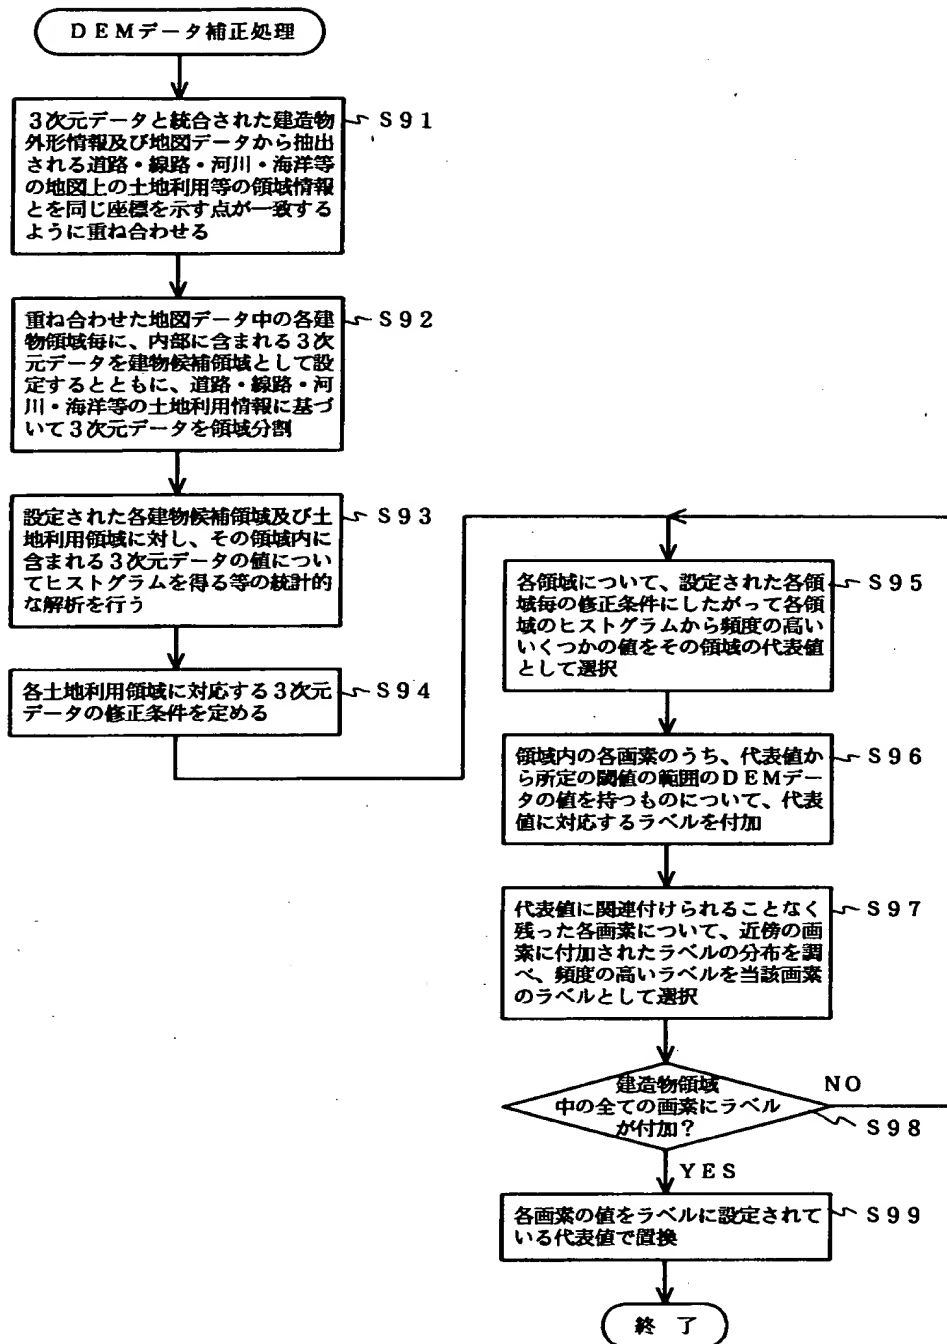 DEMデータ補正処理
3次元データと統合された建造物
外形情報及び地図データから抽出
される道路・線路・河川・海洋等
の地図上の土地利用等の領域情報
とを同じ座標を示す点が一致する
ように重ね合わせる
S91
重ね合わせた地図データ中の各建
物領域毎に、内部に含まれる3次
元データを建物候補領域として設
定するとともに、道路・線路・河
川・海洋等の土地利用情報に基づ
いて3次元データを領域分割
S92
設定された各建物候補領域及び土
地利用領域に対し、その領域内に
含まれる3次元データの値につい
てヒストグラムを得る等の統計的
な解析を行う
S93
各土地利用領域に対応する3次元
データの修正条件を定める
S94
各領域について、設定された各領
域毎の修正条件にしたがって各領
域のヒストグラムから頻度の高い
いくつかの値をその領域の代表値
として選択
S95
領域内の各画素のうち、代表値か
ら所定の閾値の範囲のDEMデー
タの値を持つものについて、代表
値に対応するラベルを付加
S96
代表値に関連付けられることなく
残った各画素について、近傍の画
素に付加されたラベルの分布を調
べ、頻度の高いラベルを当該画素
のラベルとして選択
S97
建造物領域
中の全ての画素にラベル
が付加?
NO
S98
YES
各画素の値をラベルに設定されて
いる代表値で置換
S99
終了